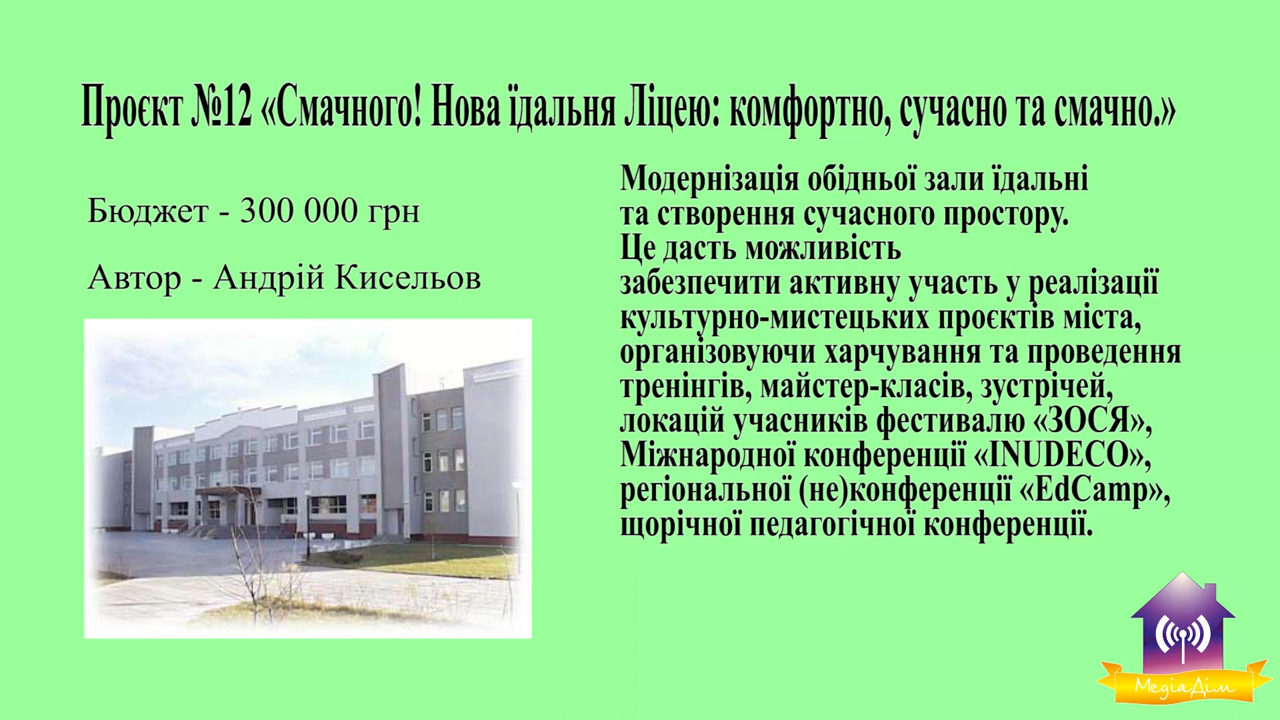 Проєкт №12 «Смачного! Нова їдальня Ліцею: комфортно, сучасно та смачно.»
Бюджет - 300 000 грн
Автор - Андрій Кисельов
Модернізація обідньої зали їдальні
та створення сучасного простору.
Це дасть можливість
забезпечити активну участь у реалізації
культурно-мистецьких проєктів міста,
організовуючи харчування та проведення
тренінгів, майстер-класів, зустрічей,
локацій учасників фестивалю «ЗОСЯ»,
Міжнародної конференції «INUDECO»,
регіональної (не)конференції «EdCamp»,
щорічної педагогічної конференції.
МедіаДім